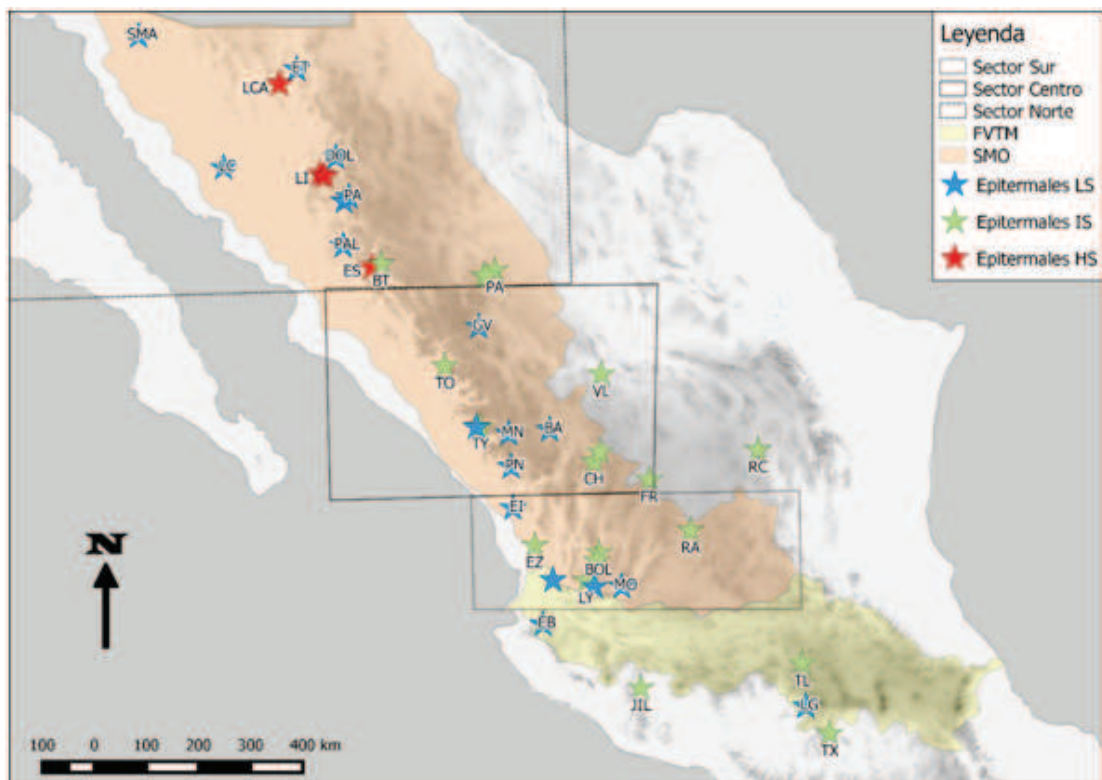 SMA
ET
LCA
DOL
LI
PA
PAL
ES
BT
PA
GV
TO
VL
TY
MN
BA
PN
CH
RC
FR
EI
RA
EZ
BOL
LY
MO
EB
TL
LG
JIL
TX
Leyenda
Sector Sur
Sector Centro
Sector Norte
FVTM
SMO
Epitermales LS
Epitermales IS
Epitermales HS
N
100 0 100 200 300 400 km